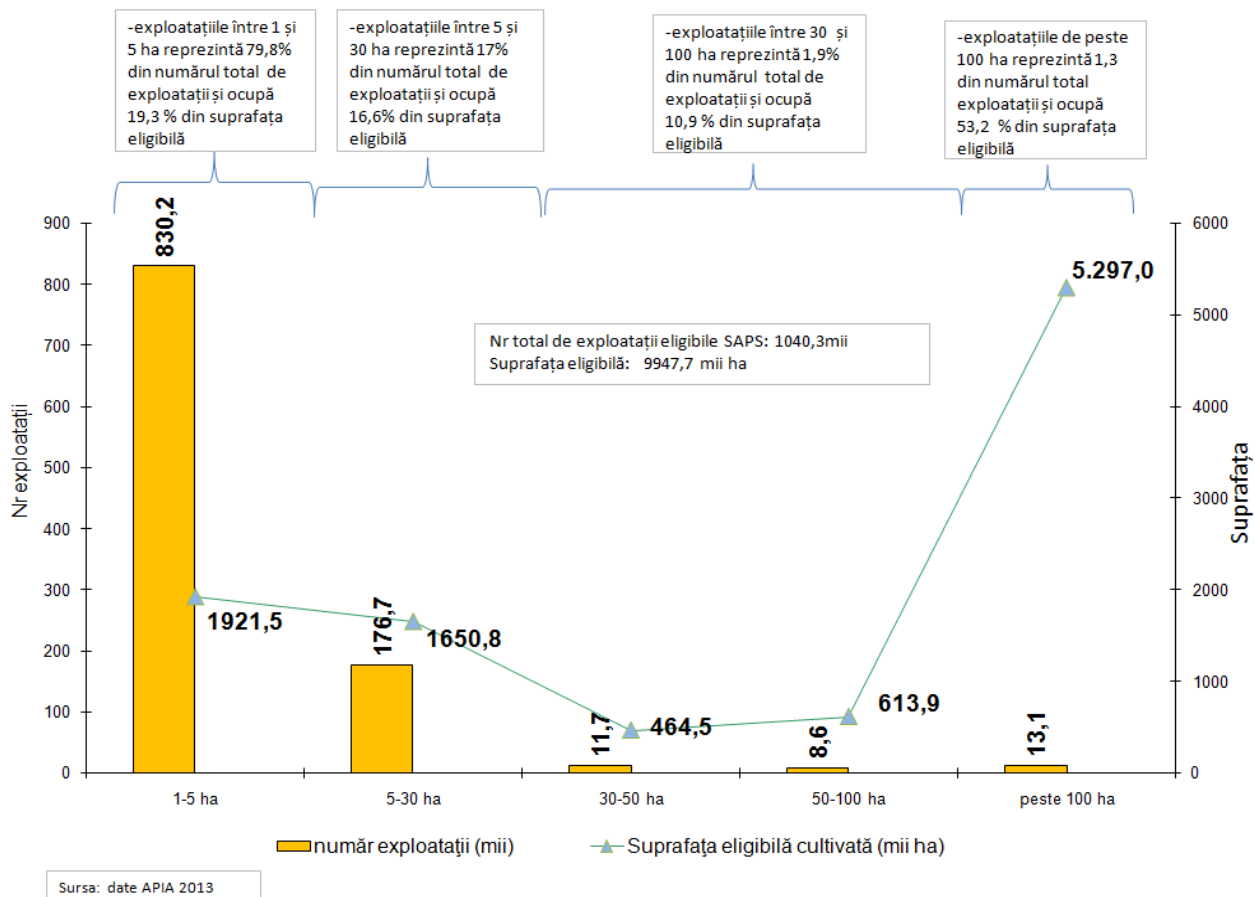 -exploatațiile între 1 și
5 ha reprezintă 79,8%
din numărul total de
exploatații și ocupă
19,3 % din suprafața
eligibilă
-exploatațiile între 5 și
30 ha reprezintă 17%
din numărul total de
exploatații și ocupă
16,6% din suprafața
eligibilă
-exploatațiile între 30 și
100 ha reprezintă 1,9%
din numărul total de
exploatații și ocupă
10,9 % din suprafața
eligibilă
-exploatațiile de peste
100 ha reprezintă 1,3
din numărul total
exploatații și ocupă
53,2 % din suprafața
eligibilă
Nr exploatații
900
800
700
600
500
400
300
200
100
0
830,2
176,7
11,7
8,6
13,1
1921,5
1650,8
464,5
613,9
5.297,0
Nr total de exploatații eligibile SAPS: 1040,3mii
Suprafața eligibilă: 9947,7 mii ha
6000
5000
4000
3000
2000
1000
0
Suprafața
1-5 ha
5-30 ha
30-50 ha
50-100 ha
peste 100 ha
număr exploataţii (mii)
Suprafaţa eligibilă cultivată (mii ha)
Sursa: date APIA 2013